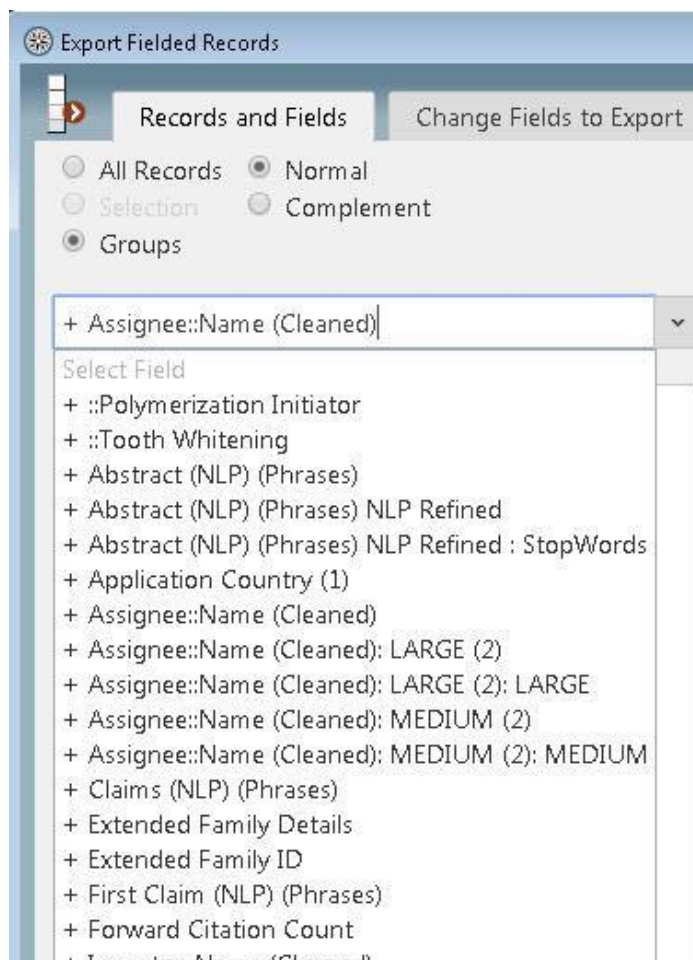 Export Fielded Records
Records and Fields Change Fields to Export
All Records Normal
Selection Complement
Groups
+ Assignee::Name (Cleaned)
Select Field
+ ::Polymerization Initiator
+ ::Tooth Whitening
+ Abstract (NLP) (Phrases)
+ Abstract (NLP) (Phrases) NLP Refined
+ Abstract (NLP) (Phrases) NLP Refined : StopWords
+ Application Country (1)
+ Assignee::Name (Cleaned)
+ Assignee::Name (Cleaned): LARGE (2)
+ Assignee::Name (Cleaned): LARGE (2): LARGE
+ Assignee::Name (Cleaned): MEDIUM (2)
+ Assignee::Name (Cleaned): MEDIUM (2): MEDIUM
+ Claims (NLP) (Phrases)
+ Extended Family Details
+ Extended Family ID
+ First Claim (NLP) (Phrases)
+ Forward Citation Count